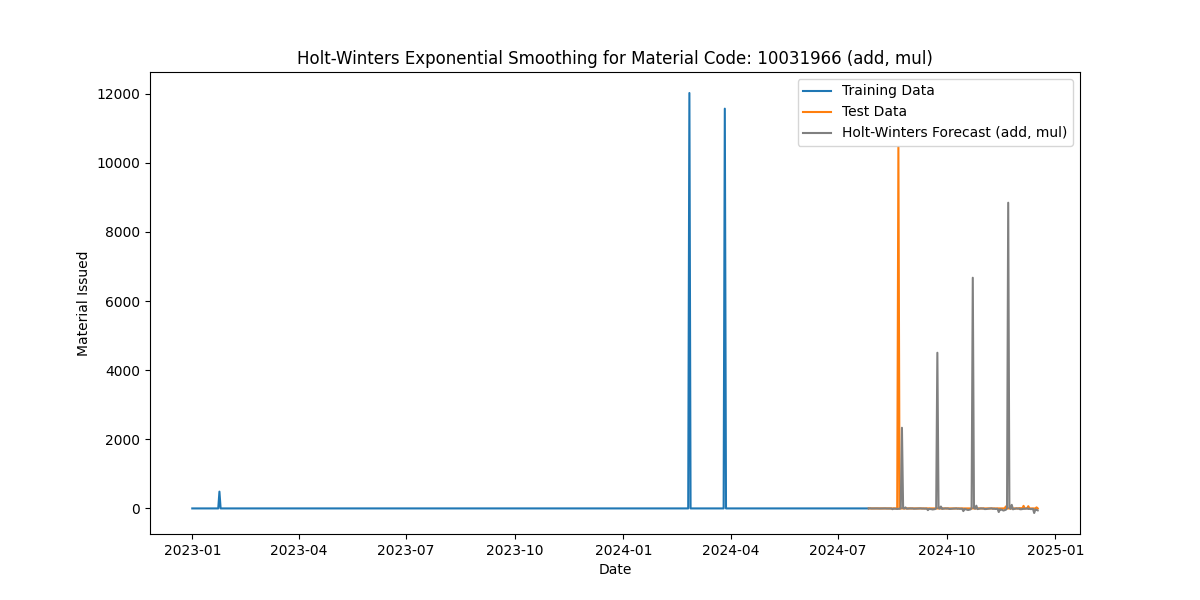 Holt-Winters Exponential Smoothing for Material Code: 10031966 (add, mul)
Training Data
Test Data
Holt-Winters Forecast (add, mul)
12000
10000
8000
6000
4000
2000
0
Material Issued
2023-01 2023-04 2023-07 2023-10 2024-01 2024-04 2024-07 2024-10 2025-01
Date